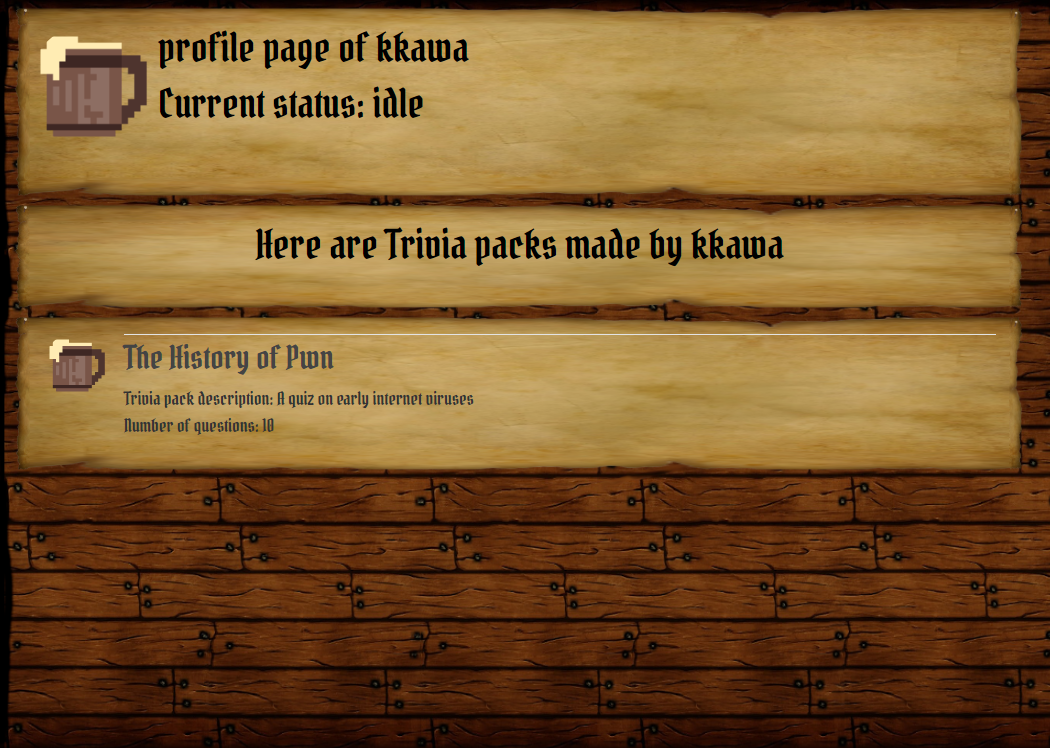 profile page of kkawa
Current status: idle
Here are Trivia packs made by kkawa
The History of Pwn
Trivia pack description: A quiz on early internet viruses
Number of questions: 10